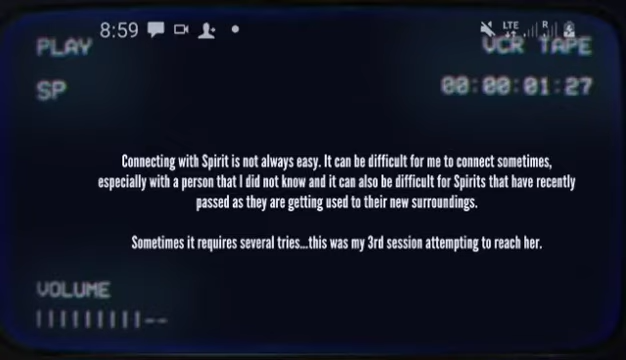 8:59
LTE
R
PLAY
VCR TAPE
SP
00:00:01:27
Connecting with Spirit is not always easy. It can be difficult for me to connect sometimes,
especially with a person that I did not know and it can also be difficult for Spirits that have recently
passed as they are getting used to their new surroundings.
Sometimes it requires several tries...this was my 3rd session attempting to reach her.
VOLUME